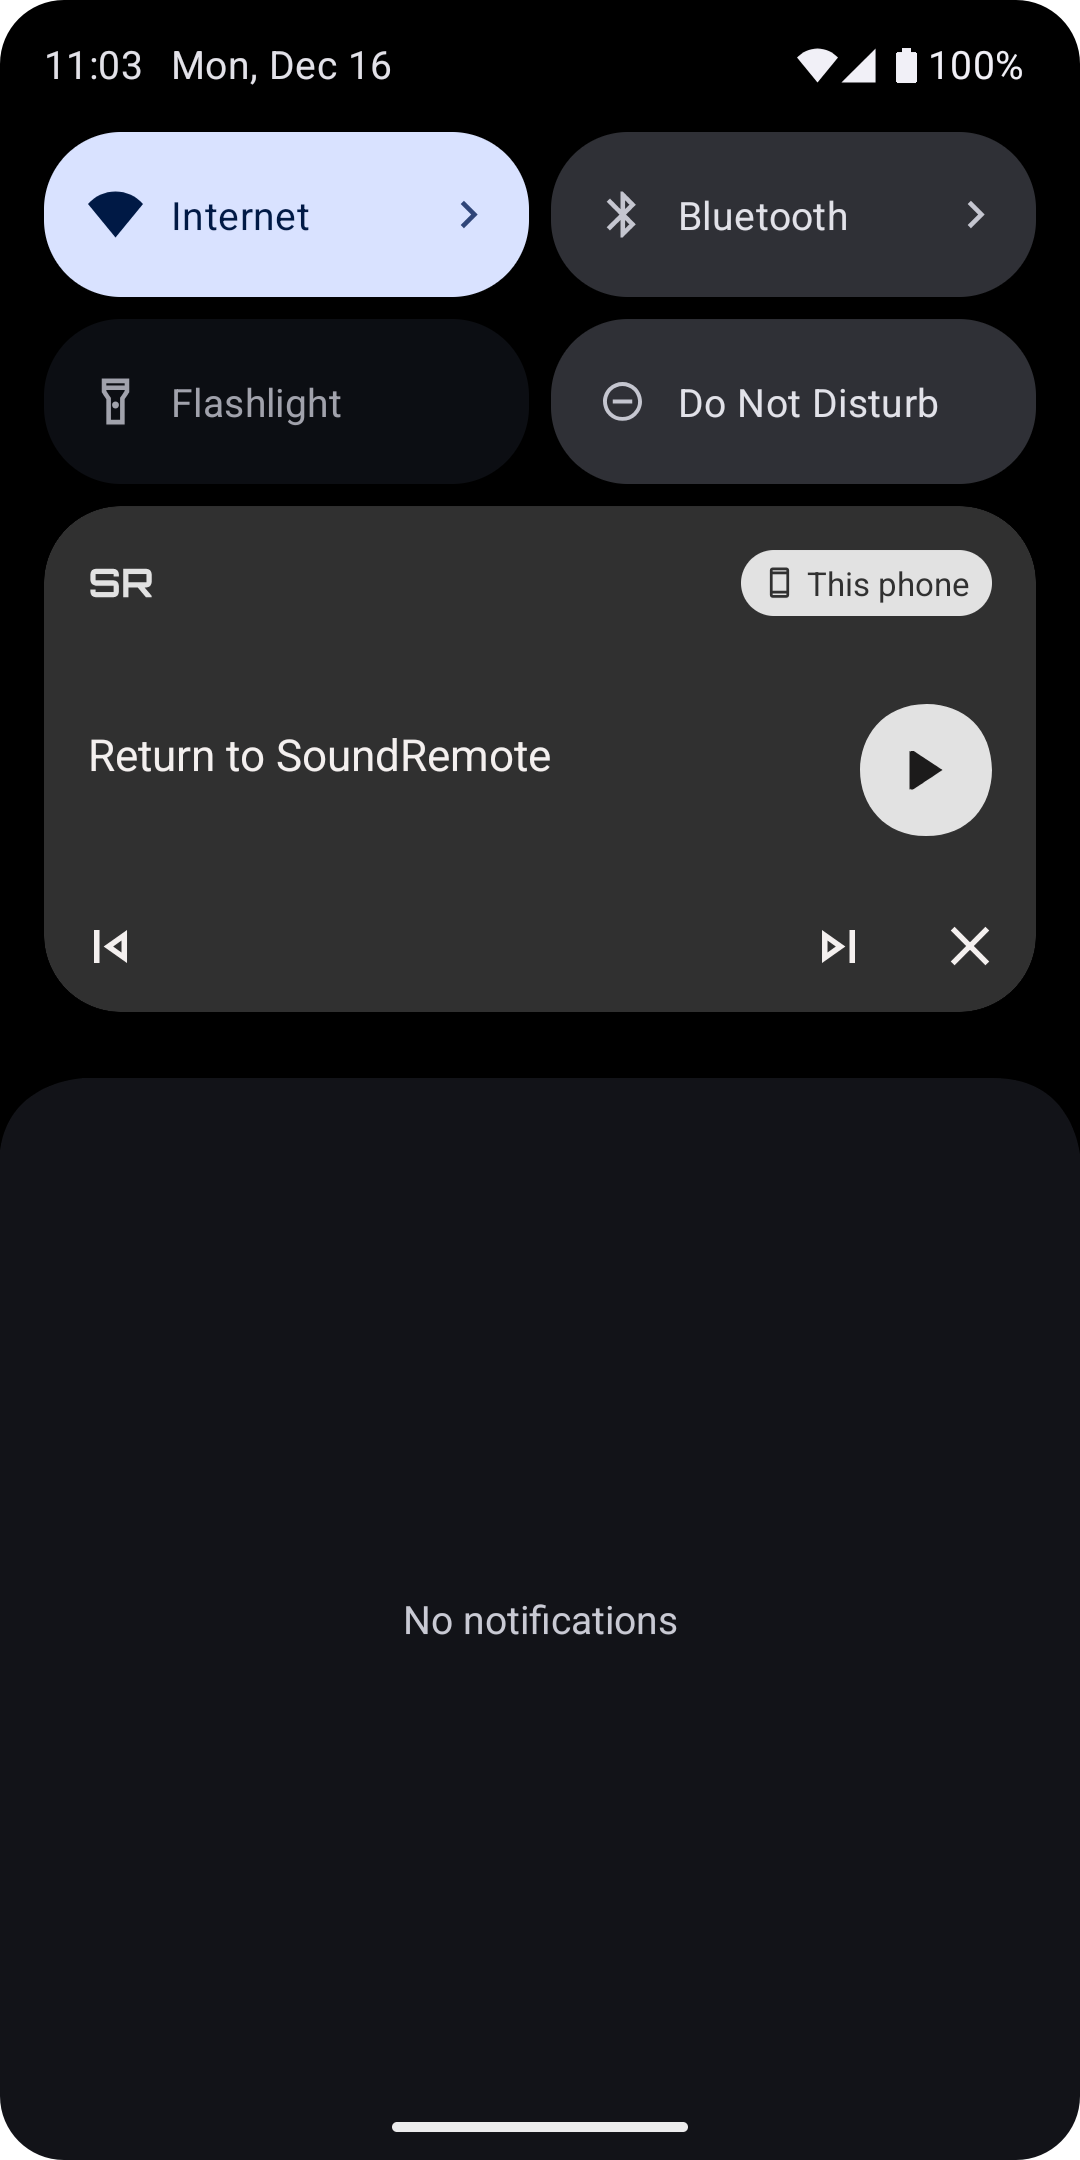 11:03 Mon, Dec 16 100%
Internet Bluetooth
Flashlight Do Not Disturb
SR This phone
Return to SoundRemote
No notifications